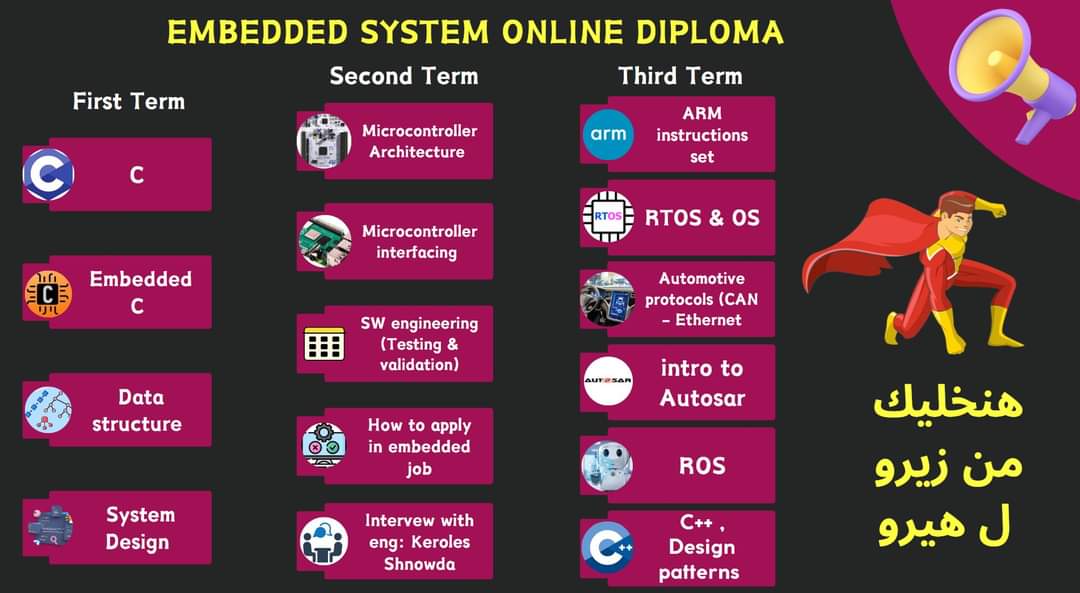 EMBEDDED SYSTEM ONLINE DIPLOMA
First Term
C
Embedded
C
Data
structure
System
Design
Second Term
Microcontroller
Architecture
Microcontroller
interfacing
SW engineering
(Testing &
validation)
How to apply
in embedded
job
Intervew with
eng: Keroles
Shnowda
Third Term
arm
ARM
instructions
set
RTOS
RTOS & OS
Automotive
protocols (CAN
- Ethernet
AUTOSAR
intro to
Autosar
ROS
C++
C++ ,
Design
patterns
هنخليك
من زيرو
ل هيرو